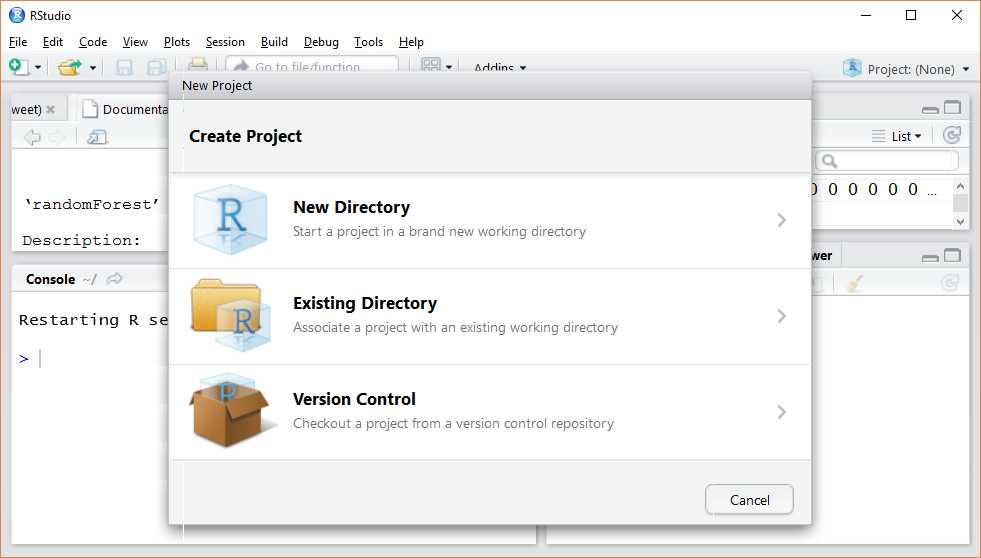 RStudio
File Edit Code View Plots Session Build Debug Tools Help
Go to file/function Addins Project: (None)
New Project
weet) Documenta
Create Project
List
‘randomForest’
0 0 0 0 0 0 ...
Description:
New Directory
Start a project in a brand new working directory
wer
Console ~/
Existing Directory
Associate a project with an existing working directory
Restarting R se
>
Version Control
Checkout a project from a version control repository
Cancel